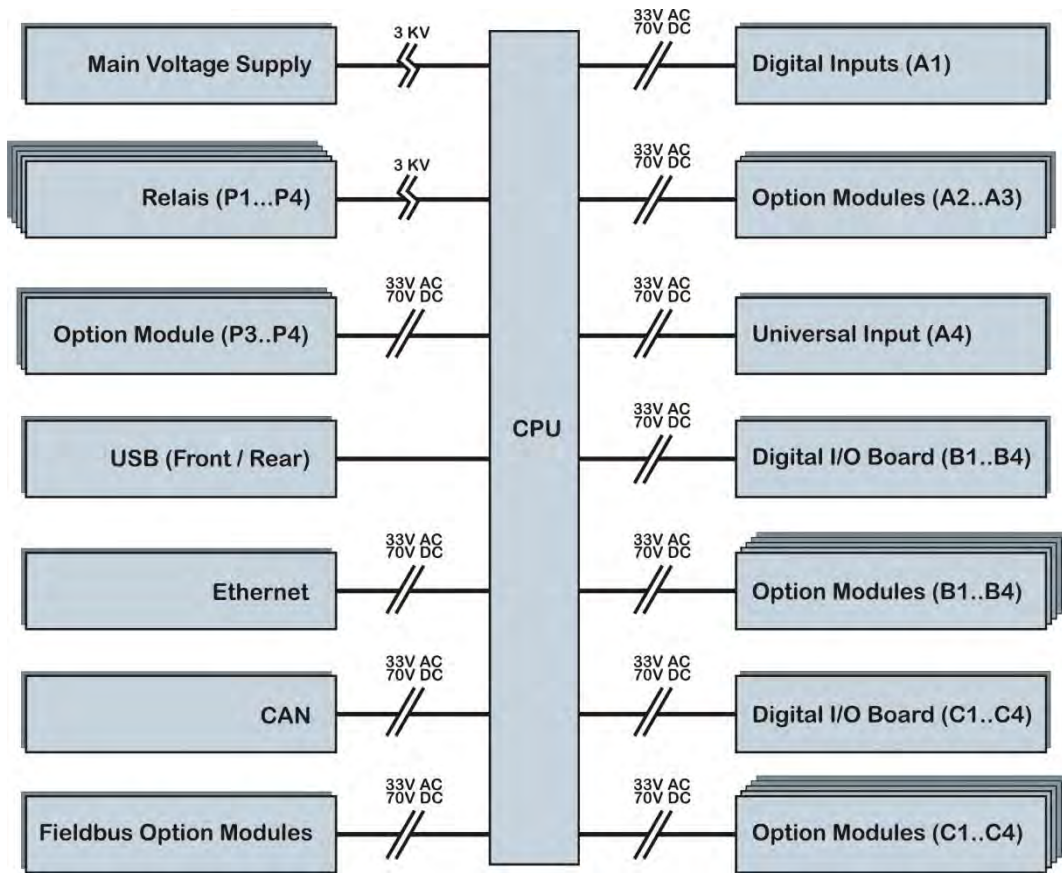 3 KV
33V AC
70V DC
Main Voltage Supply
Digital Inputs (A1)
3 KV
33V AC
70V DC
Relais (P1...P4)
Option Modules (A2..A3)
33V AC
70V DC
33V AC
70V DC
Option Module (P3..P4)
Universal Input (A4)
33V AC
70V DC
CPU
USB (Front / Rear)
Digital I/O Board (B1..B4)
33V AC
70V DC
33V AC
70V DC
Ethernet
Option Modules (B1..B4)
33V AC
70V DC
33V AC
70V DC
CAN
Digital I/O Board (C1..C4)
33V AC
70V DC
33V AC
70V DC
Fieldbus Option Modules
Option Modules (C1..C4)